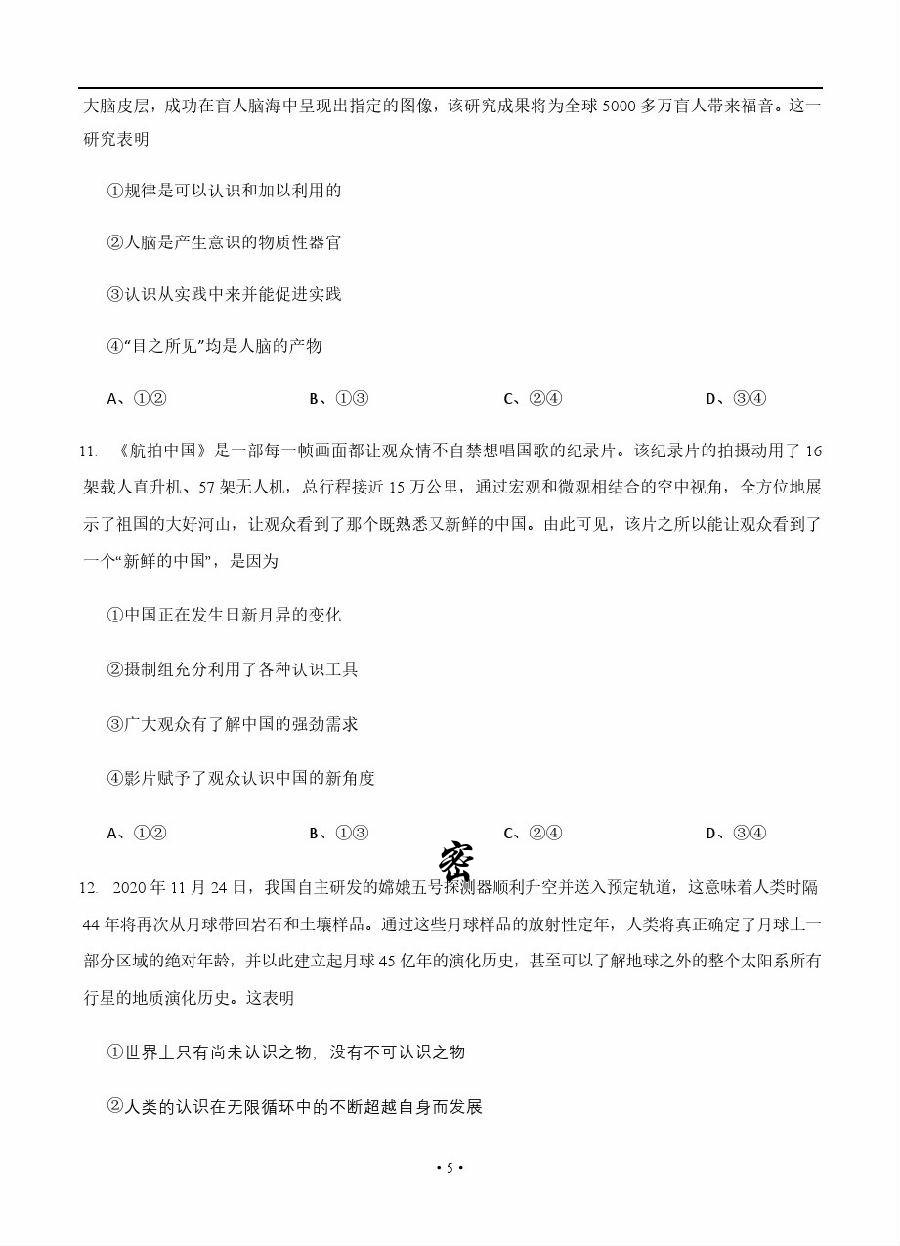 大脑皮层，成功在盲人脑海中呈现出指定的图像，该研究成果将为全球 5000 多万盲人带来福音。这一
研究表明
①规律是可以认识和加以利用的
②人脑是产生意识的物质性器官
③认识从实践中来并能促进实践
④“目之所见”均是人脑的产物
A、①② B、①③ C、②④ D、③④
11. 《航拍中国》是一部每一帧画面都让观众情不自禁想唱国歌的纪录片。该纪录片的拍摄动用了 16
架载人直升机、57 架无人机，总行程接近 15 万公里，通过宏观和微观相结合的空中视角，全方位地展
示了祖国的大好河山，让观众看到了那个既熟悉又新鲜的中国。由此可见，该片之所以能让观众看到了
一个“新鲜的中国”，是因为
①中国正在发生日新月异的变化
②摄制组充分利用了各种认识工具
③广大观众有了解中国的强劲需求
④影片赋予了观众认识中国的新角度
A、①② B、①③ C、②④ D、③④
密
12. 2020 年 11 月 24 日，我国自主研发的嫦娥五号探测器顺利升空并送入预定轨道，这意味着人类时隔
44 年将再次从月球带回岩石和土壤样品。通过这些月球样品的放射性定年，人类将真正确定了月球上一
部分区域的绝对年龄，并以此建立起月球 45 亿年的演化历史，甚至可以了解地球之外的整个太阳系所有
行星的地质演化历史。这表明
①世界上只有尚未认识之物，没有不可认识之物
②人类的认识在无限循环中的不断超越自身而发展
• 5 •